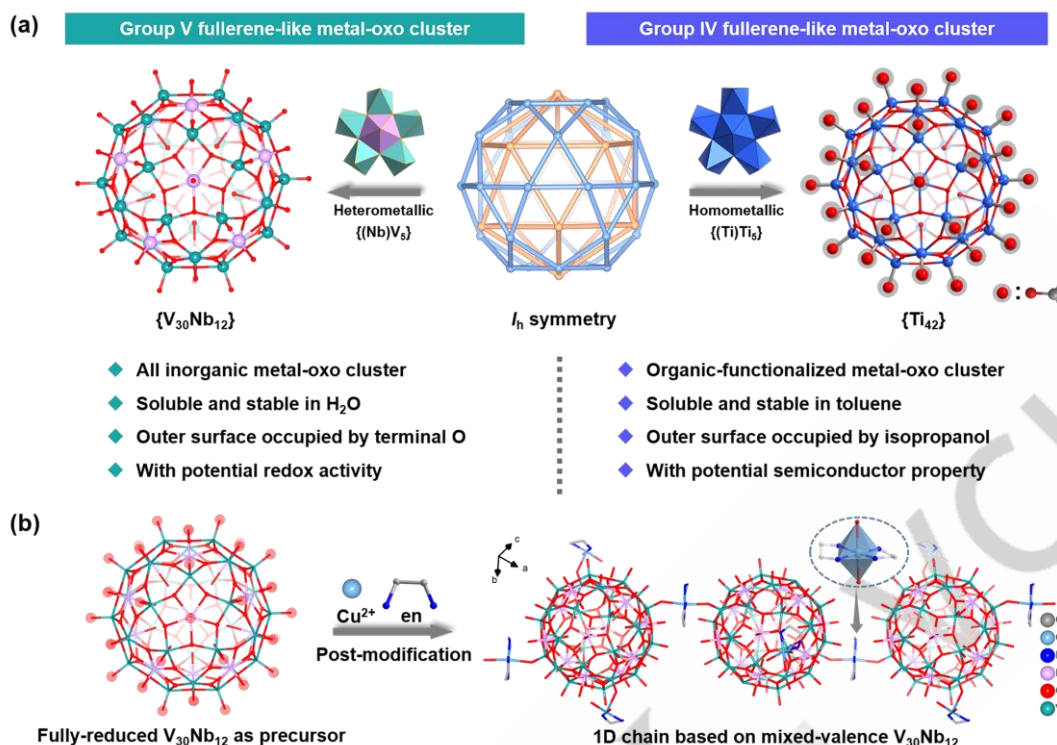 (a)
Group V fullerene-like metal-oxo cluster
Group IV fullerene-like metal-oxo cluster
Heterometallic
{(Nb)V₅}
Homometallic
{(Ti)Ti₅}
:
{V₃₀Nb₁₂}
Iₕ symmetry
{Ti₄₂}
All inorganic metal-oxo cluster
Soluble and stable in H₂O
Outer surface occupied by terminal O
With potential redox activity
Organic-functionalized metal-oxo cluster
Soluble and stable in toluene
Outer surface occupied by isopropanol
With potential semiconductor property
(b)
Cu²⁺ en
Post-modification
c
a
b
Fully-reduced V₃₀Nb₁₂ as precursor
1D chain based on mixed-valence V₃₀Nb₁₂